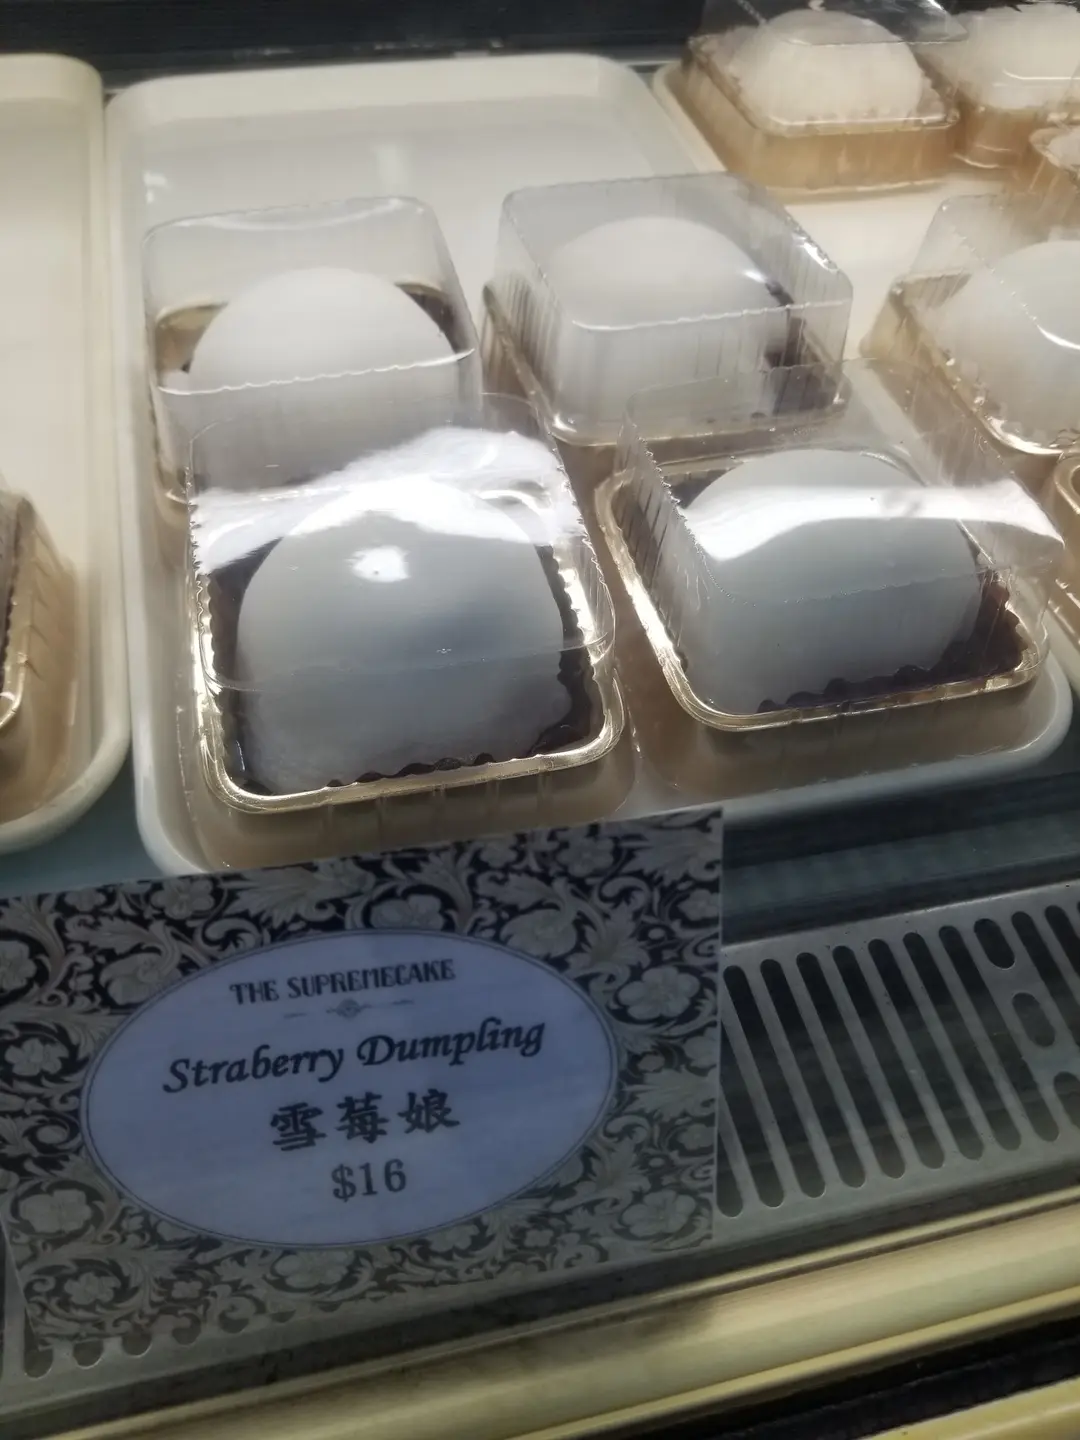 THE SUPREMECAKE
Straberry Dumpling
雪莓娘
$16